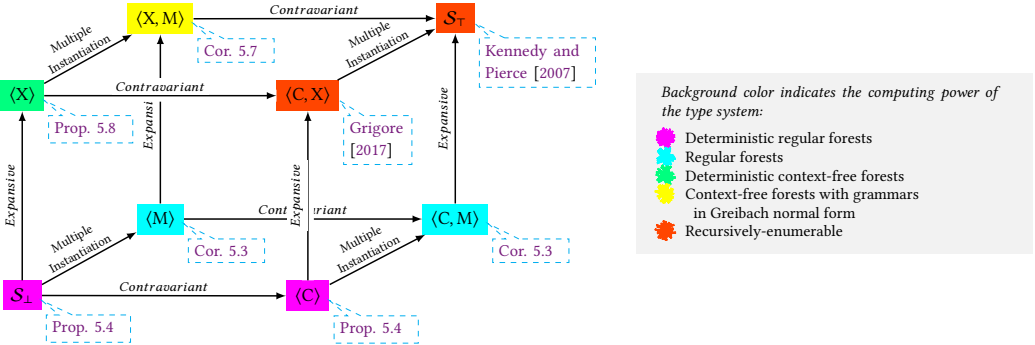 ⟨X, M⟩
Contravariant
S⊤
Multiple
Instantiation
Cor. 5.7
Multiple
Instantiation
Kennedy and
Pierce [2007]
⟨X⟩
Contravariant
⟨C, X⟩
Prop. 5.8
Expansi
Grigore
[2017]
Expansive
Expansive
Expansive
⟨M⟩
Cont variant
⟨C, M⟩
Multiple
Instantiation
Cor. 5.3
Multiple
Instantiation
Cor. 5.3
S⊥
Contravariant
⟨C⟩
Prop. 5.4
Prop. 5.4
Background color indicates the computing power of
the type system:
Deterministic regular forests
Regular forests
Deterministic context-free forests
Context-free forests with grammars
in Greibach normal form
Recursively-enumerable